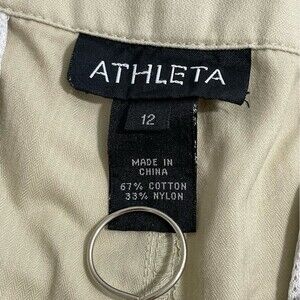 ATHLETA
12
MADE IN
CHINA
67% COTTON
33% NYLON